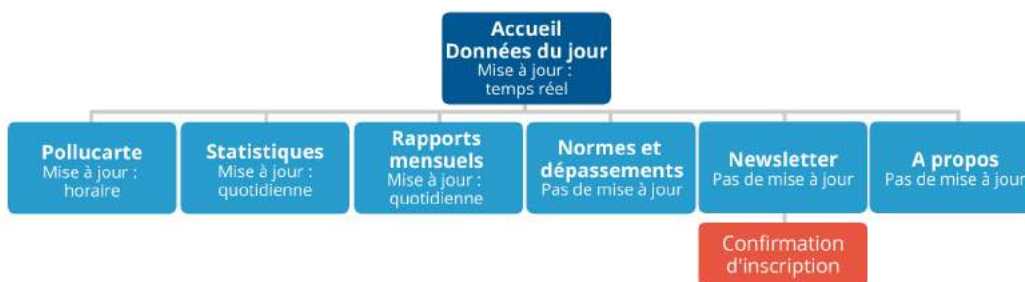 Accueil
Données du jour
Mise à jour :
temps réel
Pollucarte
Mise à jour :
horaire
Statistiques
Mise à jour :
quotidienne
Rapports
mensuels
Mise à jour :
quotidienne
Normes et
dépassements
Pas de mise à jour
Newsletter
Pas de mise à jour
A propos
Pas de mise à jour
Confirmation
d'inscription